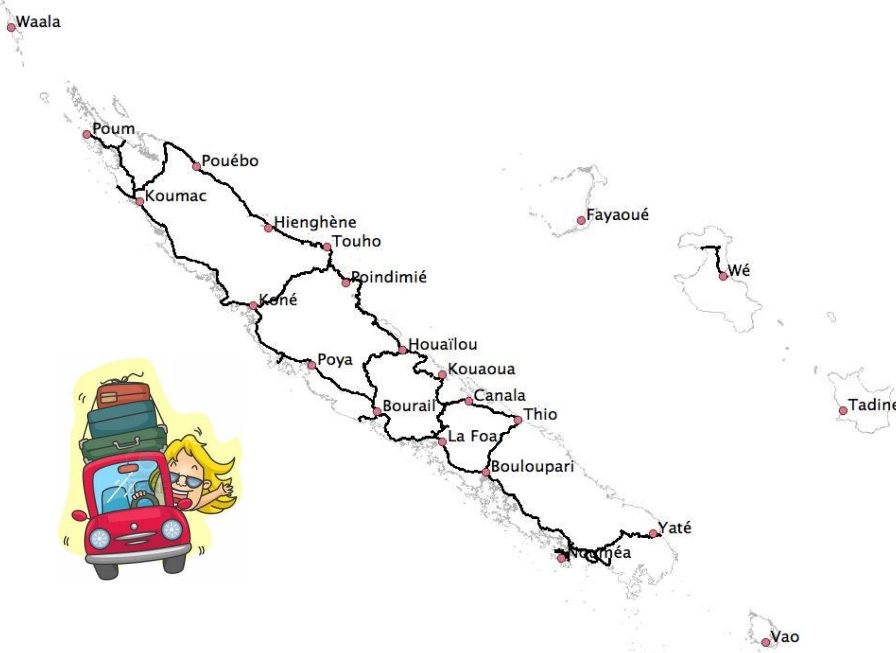 Waala
Poum
Pouébo
Koumac
Fayaoué
Hienghène
Touho
Wé
Poindimié
Koné
Houaïlou
Poya
Kouaoua
Canala
Bourail
Tadine
Thio
La Foa
Bouloupari
Yaté
Nouméa
Vao